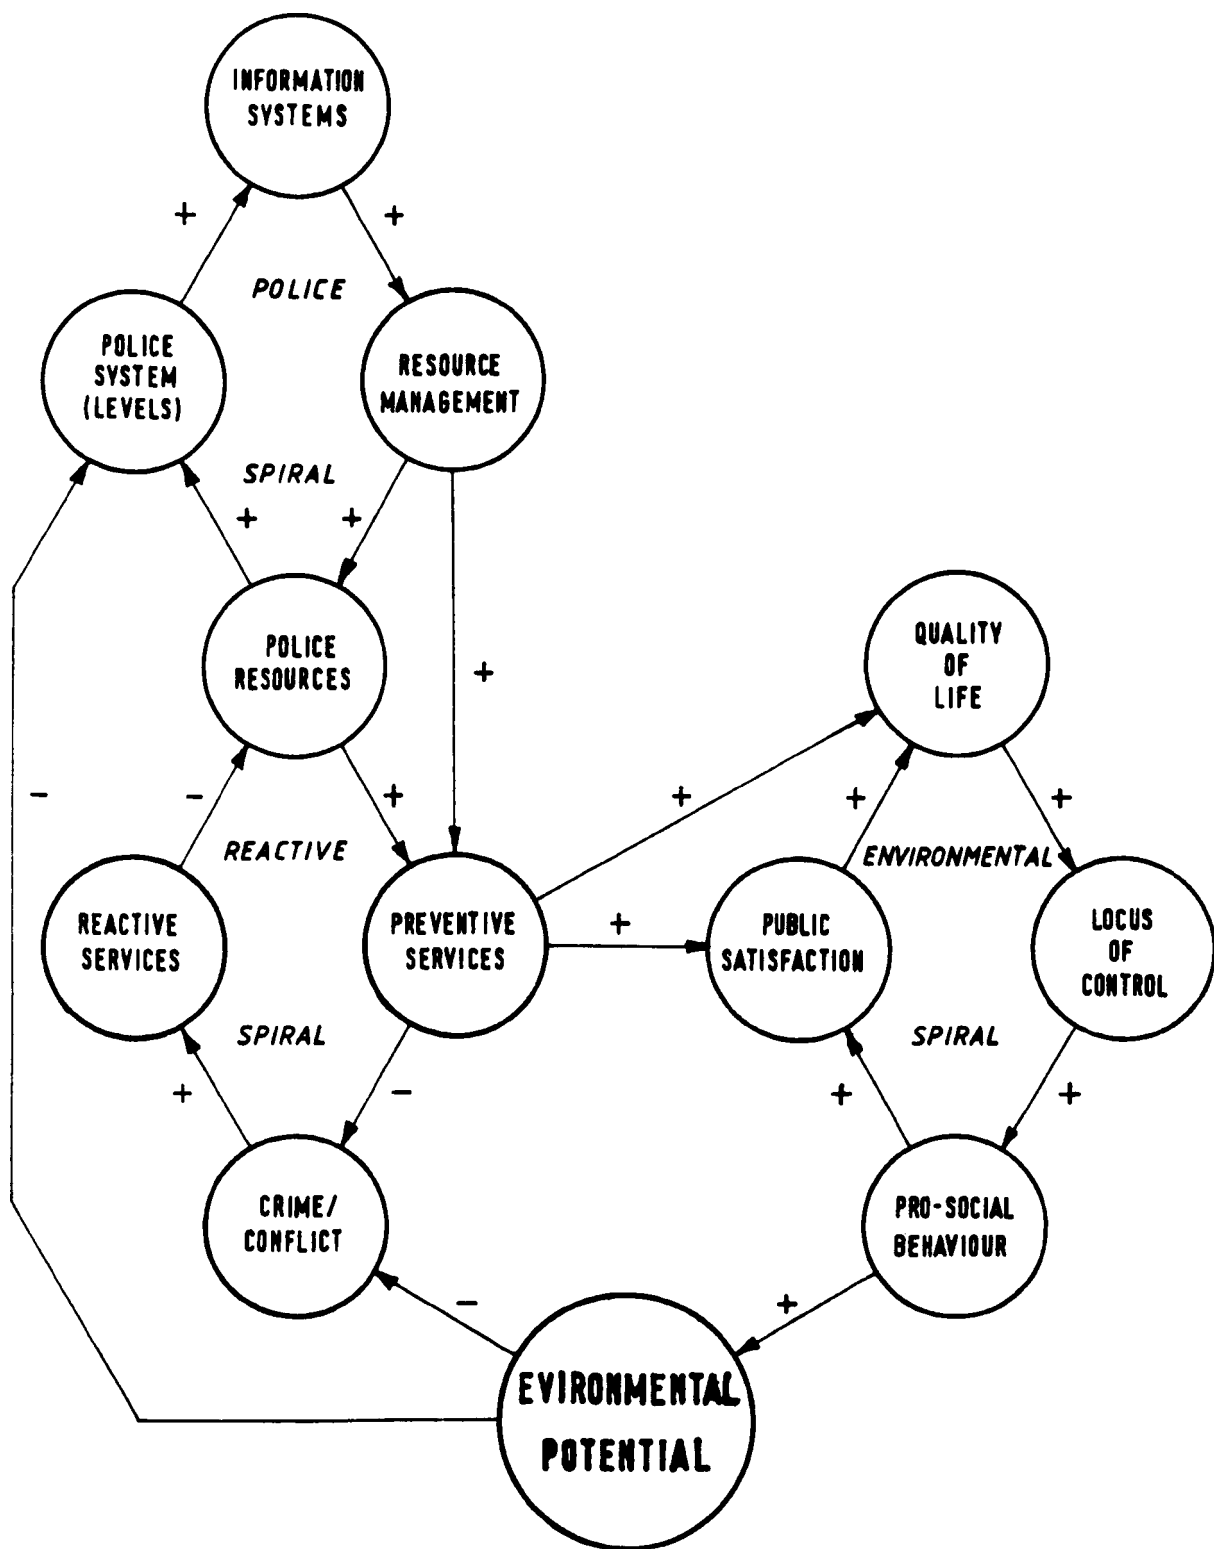 INFORMATION
SYSTEMS
+
+
POLICE
POLICE
SYSTEM
(LEVELS)
RESOURCE
MANAGEMENT
SPIRAL
+
+
POLICE
RESOURCES
+
QUALITY
OF
LIFE
-
-
+
+
+
+
REACTIVE
ENVIRONMENTAL
REACTIVE
SERVICES
PREVENTIVE
SERVICES
+
PUBLIC
SATISFACTION
LOCUS
OF
CONTROL
SPIRAL
SPIRAL
+
-
+
+
CRIME/
CONFLICT
PRO-SOCIAL
BEHAVIOUR
-
+
EVIRONMENTAL
POTENTIAL